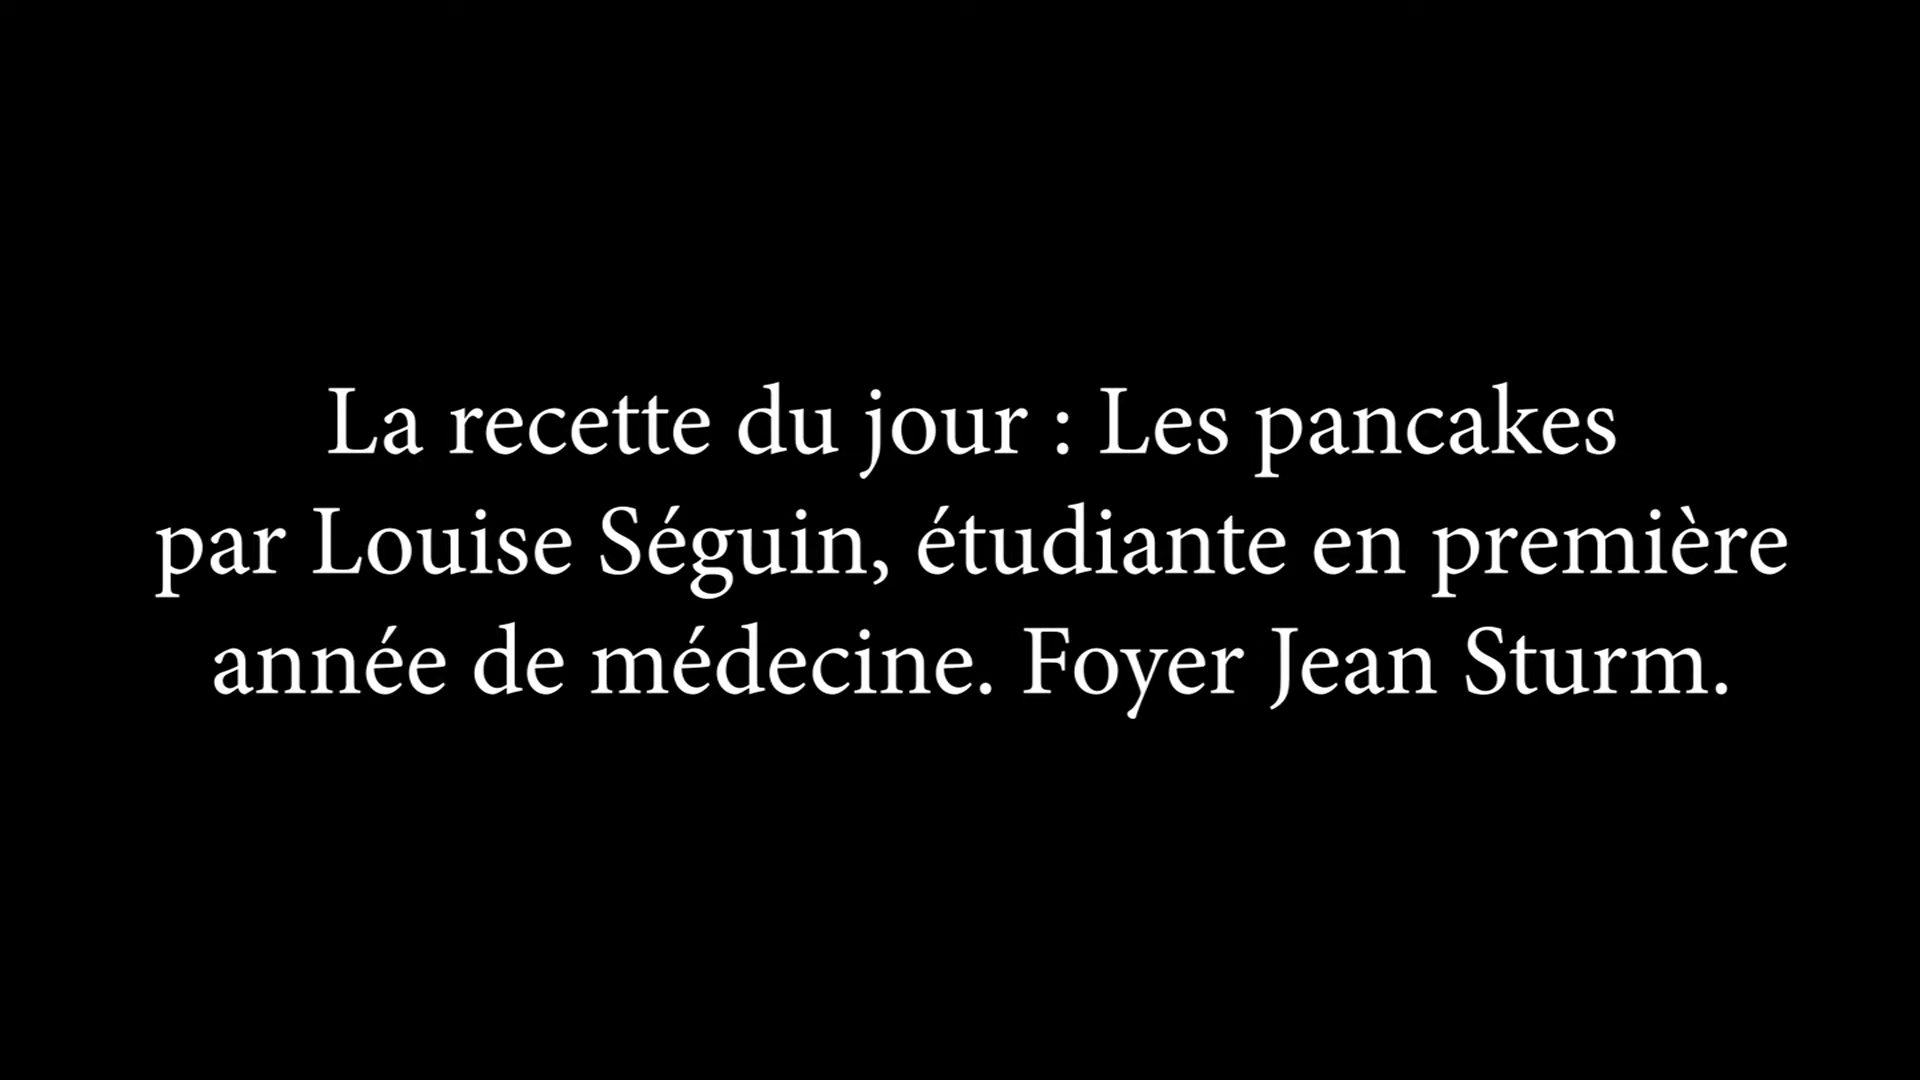 La recette du jour : Les pancakes
par Louise Séguin, étudiante en première
année de médecine. Foyer Jean Sturm.